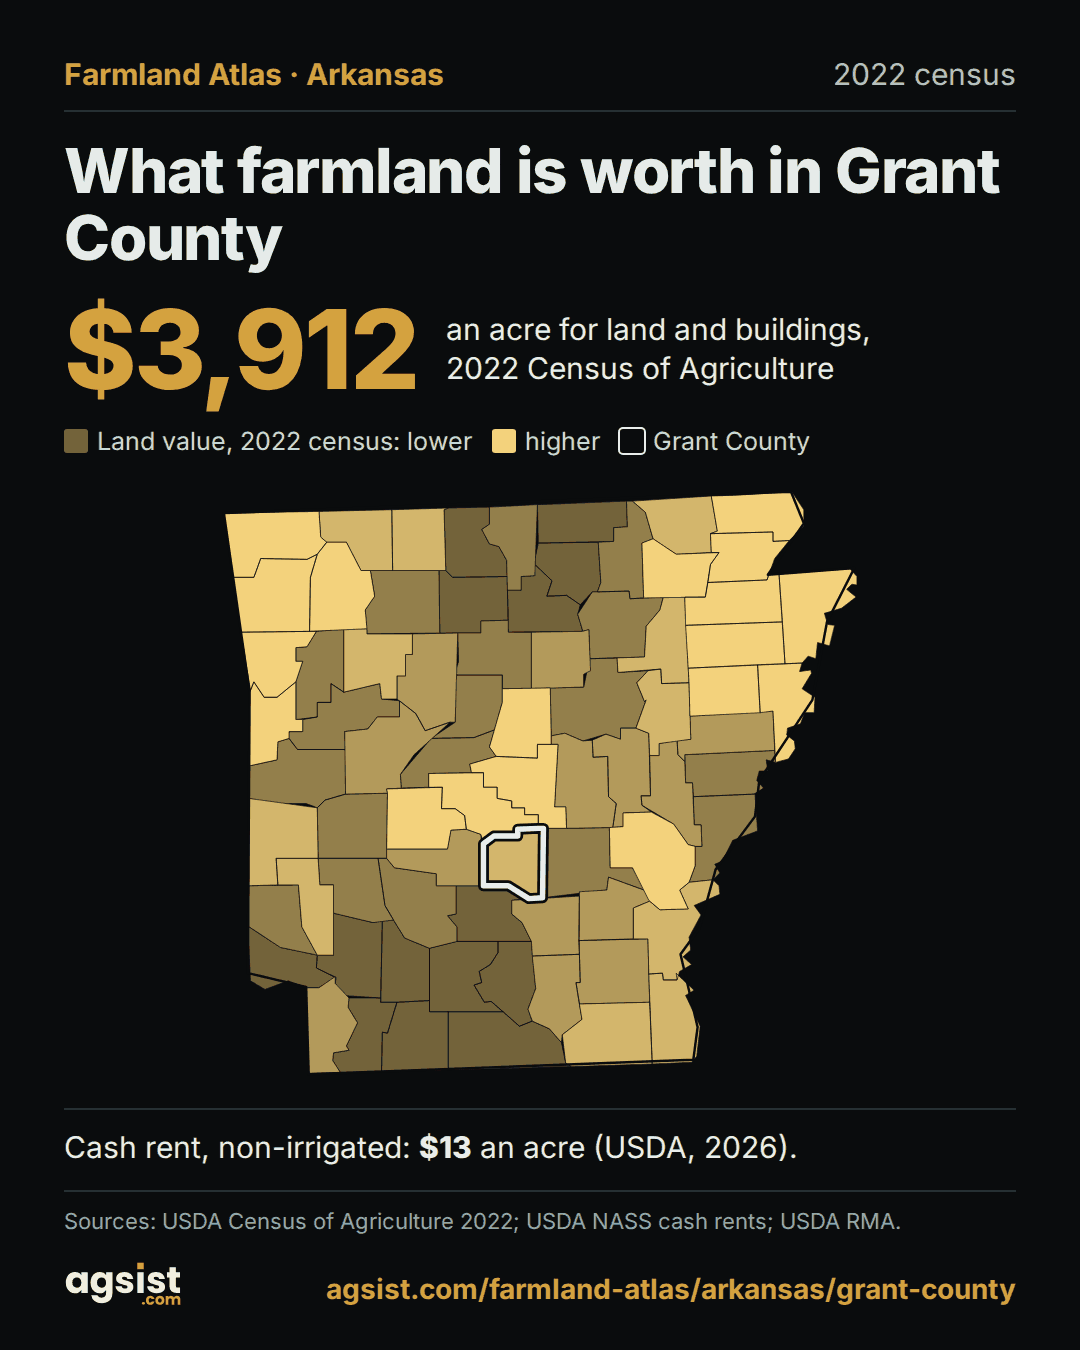 Farmland Atlas · Arkansas
2022 census
What farmland is worth in Grant
County
$3,912
an acre for land and buildings,
2022 Census of Agriculture
Land value, 2022 census: lower
higher
Grant County
Cash rent, non-irrigated: $13 an acre (USDA, 2026).
Sources: USDA Census of Agriculture 2022; USDA NASS cash rents; USDA RMA.
agsist
.com
agsist.com/farmland-atlas/arkansas/grant-county